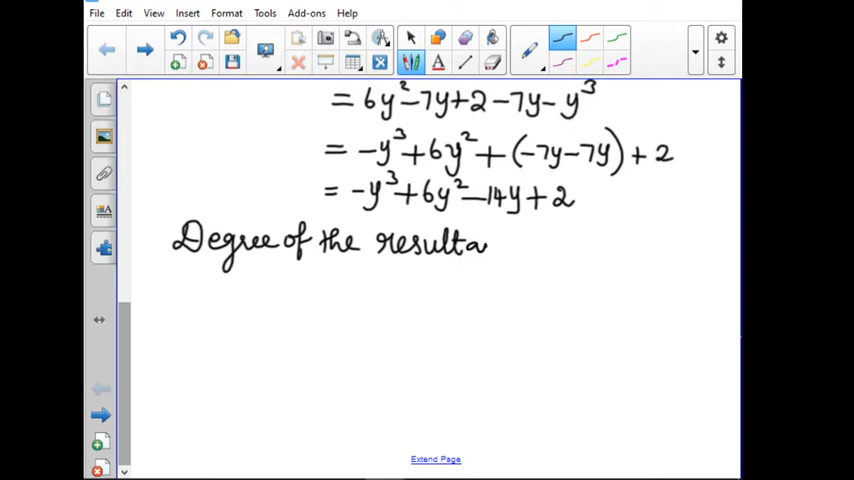 File Edit View Insert Format Tools Add-ons Help
= 6y² - 7y + 2 - 7y - y³
= -y³ + 6y² + (-7y - 7y) + 2
= -y³ + 6y² - 14y + 2
Degree of the resulta
Extend Page